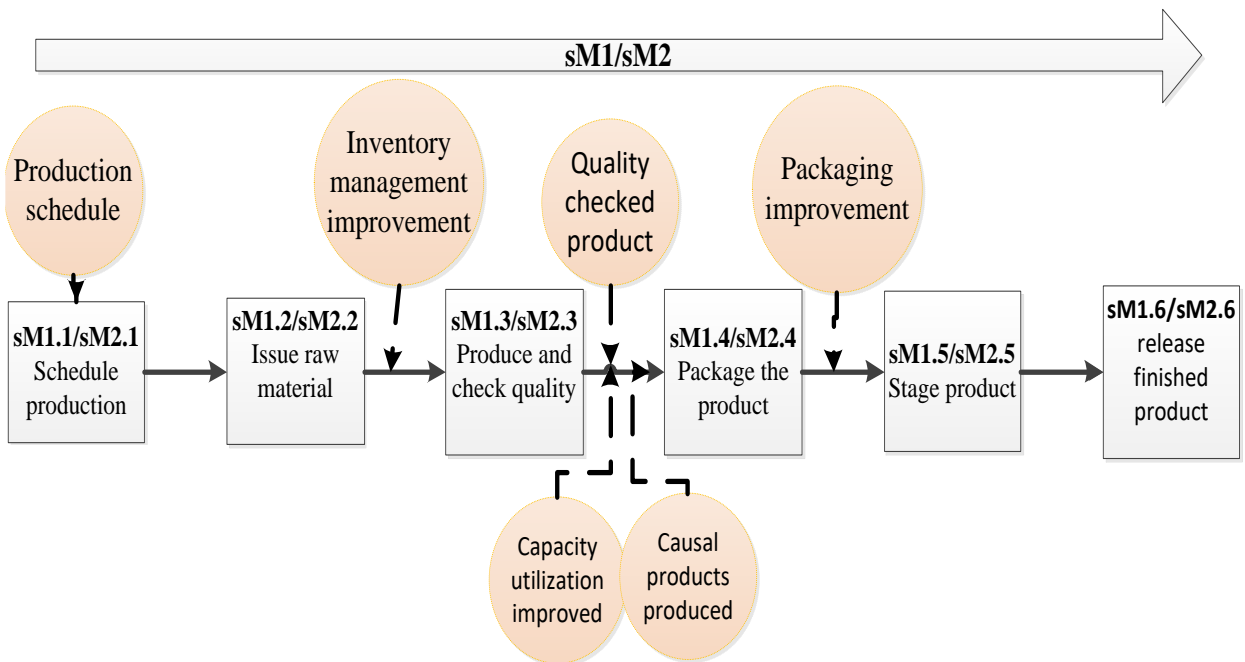 sM1/sM2
Production
schedule
Inventory
management
improvement
Quality
checked
product
Packaging
improvement
sM1.1/sM2.1
Schedule
production
sM1.2/sM2.2
Issue raw
material
sM1.3/sM2.3
Produce and
check quality
sM1.4/sM2.4
Package the
product
sM1.5/sM2.5
Stage product
sM1.6/sM2.6
release
finished
product
Capacity
utilization
improved
Causal
products
produced